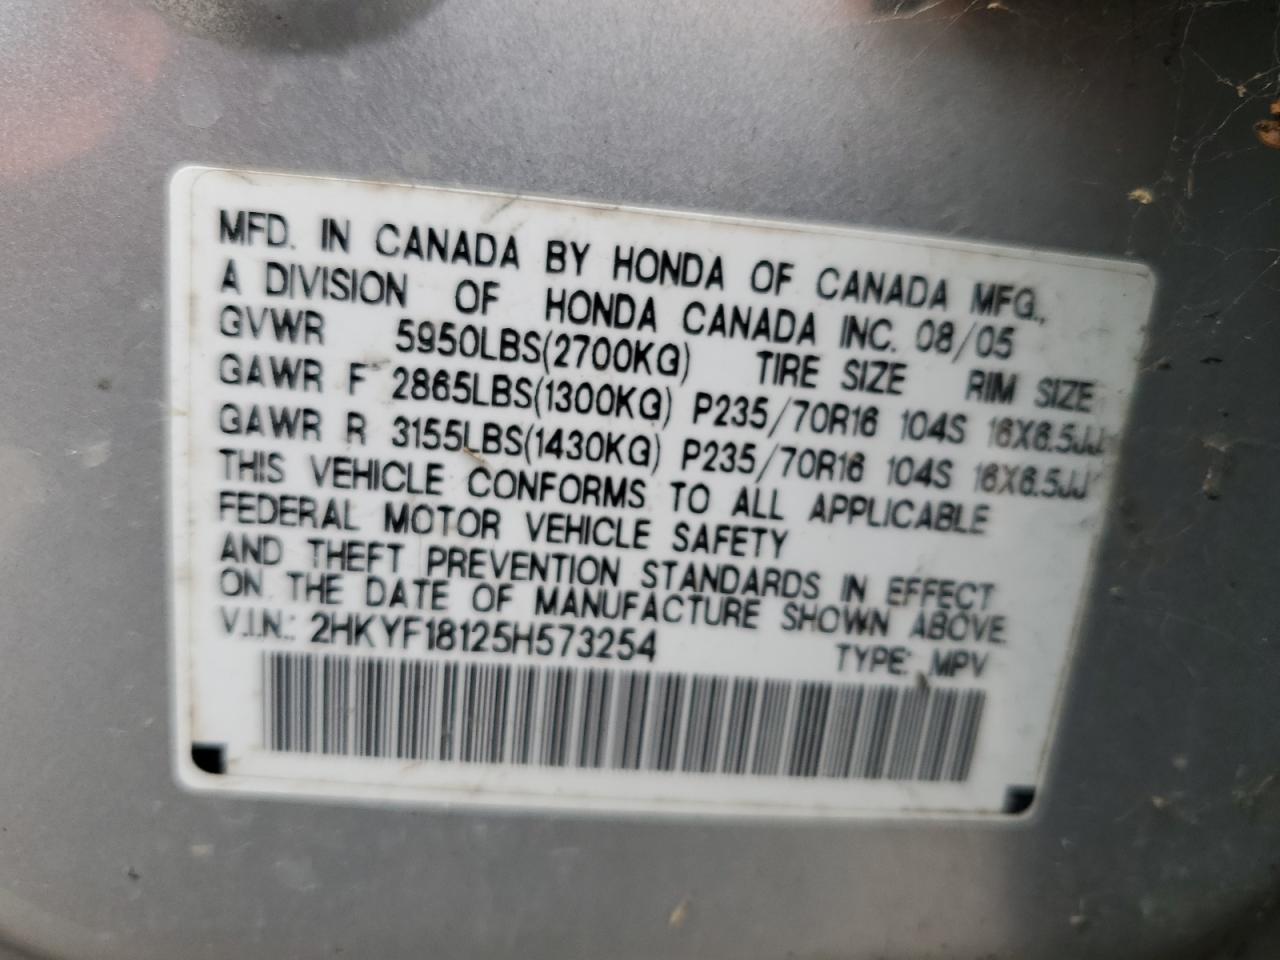 MFD. IN CANADA BY HONDA OF CANADA MFG.,
A DIVISION OF HONDA CANADA INC. 08/05
GVWR 5950LBS(2700KG) TIRE SIZE RIM SIZE
GAWR F 2865LBS(1300KG) P235/70R16 104S 16X6.5JJ
GAWR R 3155LBS(1430KG) P235/70R16 104S 16X6.5JJ
THIS VEHICLE CONFORMS TO ALL APPLICABLE
FEDERAL MOTOR VEHICLE SAFETY
AND THEFT PREVENTION STANDARDS IN EFFECT
ON THE DATE OF MANUFACTURE SHOWN ABOVE
V.I.N.: 2HKYF18125H573254 TYPE: MPV